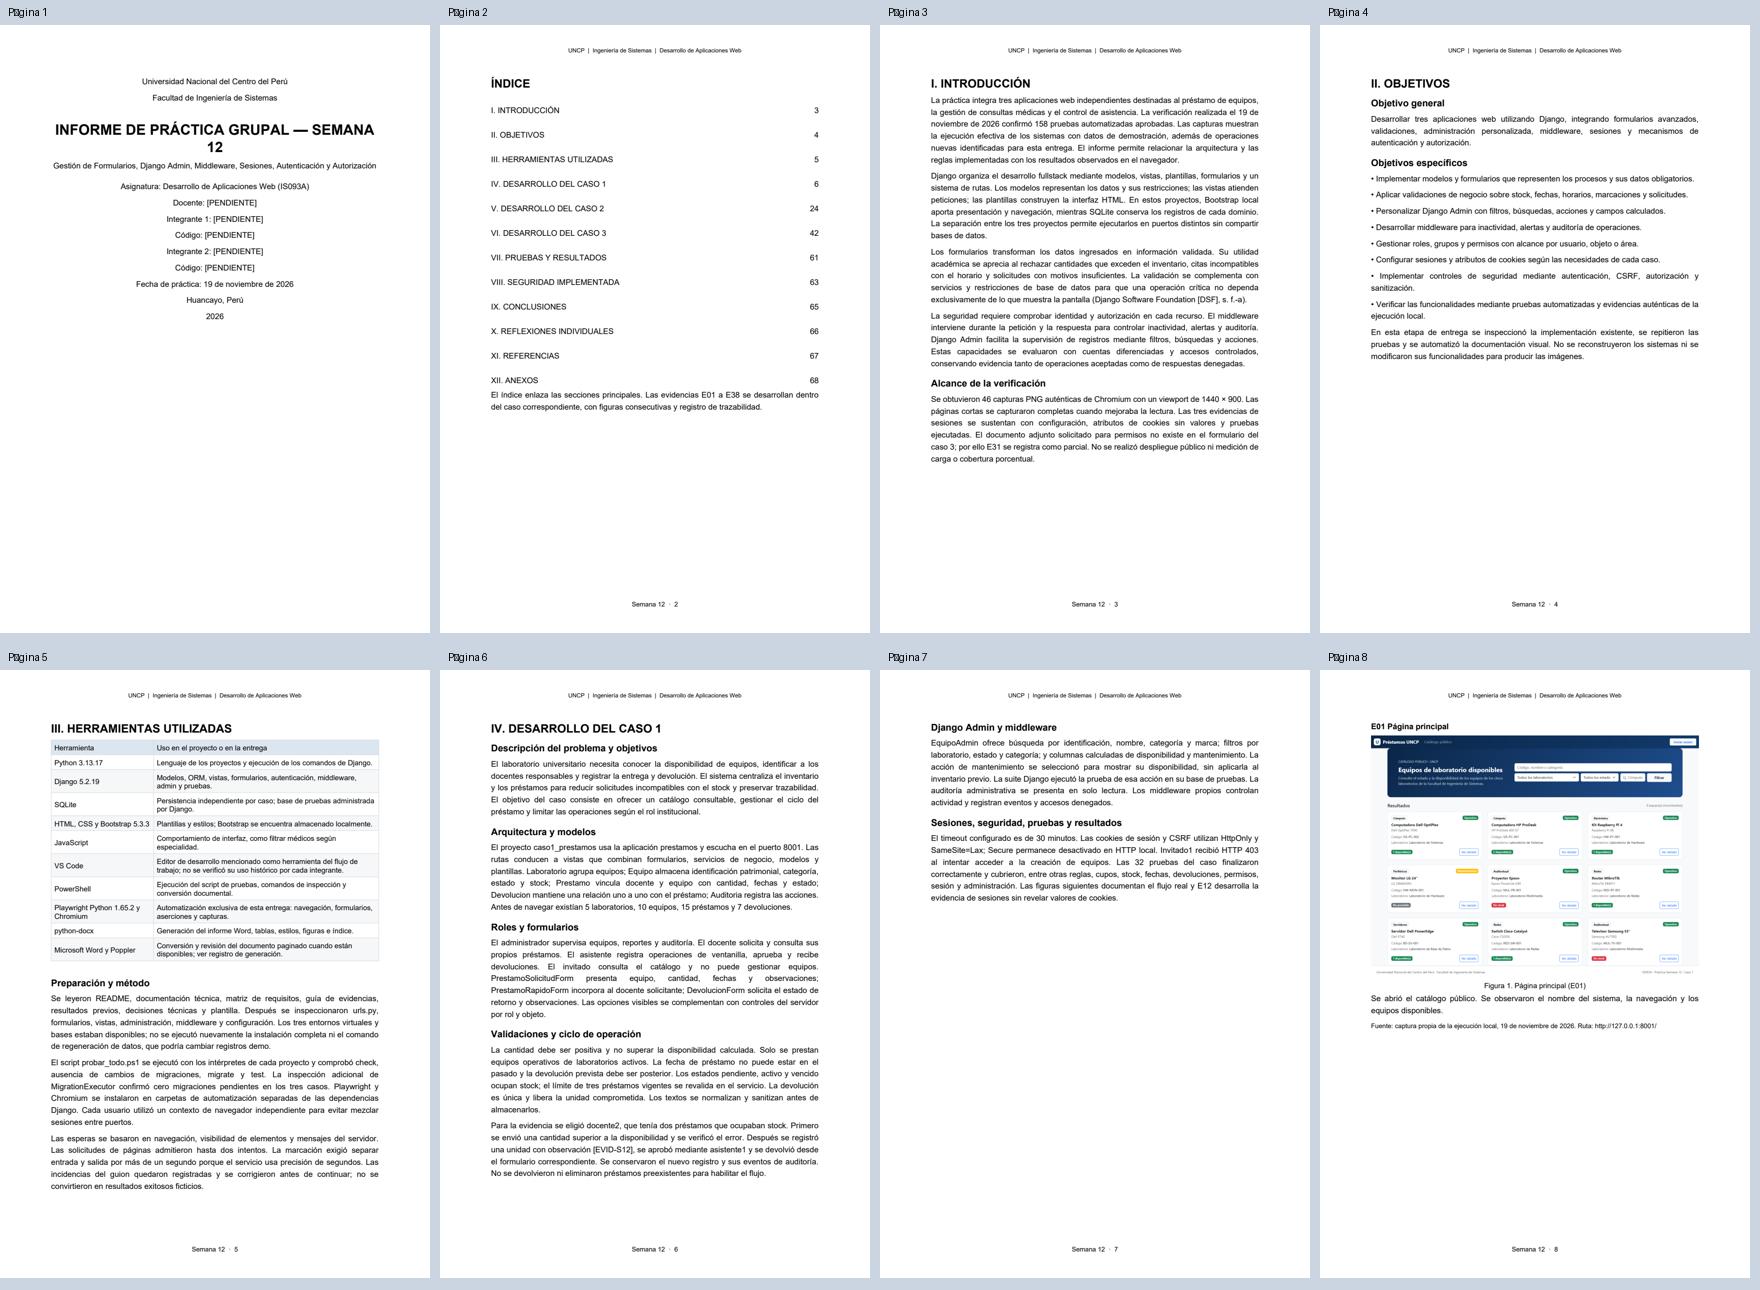 Página 1
Universidad Nacional del Centro del Perú
Facultad de Ingeniería de Sistemas
INFORME DE PRÁCTICA GRUPAL — SEMANA
12
Gestión de Formularios, Django Admin, Middleware, Sesiones, Autenticación y Autorización
Asignatura: Desarrollo de Aplicaciones Web (IS093A)
Docente: [PENDIENTE]
Integrante 1: [PENDIENTE]
Código: [PENDIENTE]
Integrante 2: [PENDIENTE]
Código: [PENDIENTE]
Fecha de práctica: 19 de noviembre de 2026
Huancayo, Perú
2026
Página 2
UNCP | Ingeniería de Sistemas | Desarrollo de Aplicaciones Web
ÍNDICE
I. INTRODUCCIÓN 3
II. OBJETIVOS 4
III. HERRAMIENTAS UTILIZADAS 5
IV. DESARROLLO DEL CASO 1 6
V. DESARROLLO DEL CASO 2 24
VI. DESARROLLO DEL CASO 3 42
VII. PRUEBAS Y RESULTADOS 61
VIII. SEGURIDAD IMPLEMENTADA 63
IX. CONCLUSIONES 65
X. REFLEXIONES INDIVIDUALES 66
XI. REFERENCIAS 67
XII. ANEXOS 68
El índice enlaza las secciones principales. Las evidencias E01 a E38 se desarrollan dentro
del caso correspondiente, con figuras consecutivas y registro de trazabilidad.
Semana 12 · 2
Página 3
UNCP | Ingeniería de Sistemas | Desarrollo de Aplicaciones Web
I. INTRODUCCIÓN
La práctica integra tres aplicaciones web independientes destinadas al préstamo de equipos,
la gestión de consultas médicas y el control de asistencia. La verificación realizada el 19 de
noviembre de 2026 confirmó 158 pruebas automatizadas aprobadas. Las capturas muestran
la ejecución efectiva de los sistemas con datos de demostración, además de operaciones
nuevas identificadas para esta entrega. El informe permite relacionar la arquitectura y las
reglas implementadas con los resultados observados en el navegador.
Django organiza el desarrollo fullstack mediante modelos, vistas, plantillas, formularios y un
sistema de rutas. Los modelos representan los datos y sus restricciones; las vistas atienden
peticiones; las plantillas construyen la interfaz HTML. En estos proyectos, Bootstrap local
aporta presentación y navegación, mientras SQLite conserva los registros de cada dominio.
La separación entre los tres proyectos permite ejecutarlos en puertos distintos sin compartir
bases de datos.
Los formularios transforman los datos ingresados en información validada. Su utilidad
académica se aprecia al rechazar cantidades que exceden el inventario, citas incompatibles
con el horario y solicitudes con motivos insuficientes. La validación se complementa con
servicios y restricciones de base de datos para que una operación crítica no dependa
exclusivamente de lo que muestra la pantalla (Django Software Foundation [DSF], s. f.-a).
La seguridad requiere comprobar identidad y autorización en cada recurso. El middleware
interviene durante la petición y la respuesta para controlar inactividad, alertas y auditoría.
Django Admin facilita la supervisión de registros mediante filtros, búsquedas y acciones.
Estas capacidades se evaluaron con cuentas diferenciadas y accesos controlados,
conservando evidencia tanto de operaciones aceptadas como de respuestas denegadas.
Alcance de la verificación
Se obtuvieron 46 capturas PNG auténticas de Chromium con un viewport de 1440 × 900. Las
páginas cortas se capturaron completas cuando mejoraba la lectura. Las tres evidencias de
sesiones se sustentan con configuración, atributos de cookies sin valores y pruebas
ejecutadas. El documento adjunto solicitado para permisos no existe en el formulario del
caso 3; por ello E31 se registra como parcial. No se realizó despliegue público ni medición de
carga o cobertura porcentual.
Semana 12 · 3
Página 4
UNCP | Ingeniería de Sistemas | Desarrollo de Aplicaciones Web
II. OBJETIVOS
Objetivo general
Desarrollar tres aplicaciones web utilizando Django, integrando formularios avanzados,
validaciones, administración personalizada, middleware, sesiones y mecanismos de
autenticación y autorización.
Objetivos específicos
• Implementar modelos y formularios que representen los procesos y sus datos obligatorios.
• Aplicar validaciones de negocio sobre stock, fechas, horarios, marcaciones y solicitudes.
• Personalizar Django Admin con filtros, búsquedas, acciones y campos calculados.
• Desarrollar middleware para inactividad, alertas y auditoría de operaciones.
• Gestionar roles, grupos y permisos con alcance por usuario, objeto o área.
• Configurar sesiones y atributos de cookies según las necesidades de cada caso.
• Implementar controles de seguridad mediante autenticación, CSRF, autorización y
sanitización.
• Verificar las funcionalidades mediante pruebas automatizadas y evidencias auténticas de la
ejecución local.
En esta etapa de entrega se inspeccionó la implementación existente, se repitieron las
pruebas y se automatizó la documentación visual. No se reconstruyeron los sistemas ni se
modificaron sus funcionalidades para producir las imágenes.
Semana 12 · 4
Página 5
UNCP | Ingeniería de Sistemas | Desarrollo de Aplicaciones Web
III. HERRAMIENTAS UTILIZADAS
Herramienta Uso en el proyecto o en la entrega
Python 3.13.17 Lenguaje de los proyectos y ejecución de los comandos de Django.
Django 5.2.19 Modelos, ORM, vistas, formularios, autenticación, middleware,
admin y pruebas.
SQLite Persistencia independiente por caso; base de pruebas administrada
por Django.
HTML, CSS y Bootstrap 5.3.3 Plantillas y estilos; Bootstrap se encuentra almacenado localmente.
JavaScript Comportamiento de interfaz, como filtrar médicos según
especialidad.
VS Code Editor de desarrollo mencionado como herramienta del flujo de
trabajo; no se verificó su uso histórico por cada integrante.
PowerShell Ejecución del script de pruebas, comandos de inspección y
conversión documental.
Playwright Python 1.65.2 y Automatización exclusiva de esta entrega: navegación, formularios,
Chromium aserciones y capturas.
python-docx Generación del informe Word, tablas, estilos, figuras e índice.
Microsoft Word y Poppler Conversión y revisión del documento paginado cuando están
disponibles; ver registro de generación.
Preparación y método
Se leyeron README, documentación técnica, matriz de requisitos, guía de evidencias,
resultados previos, decisiones técnicas y plantilla. Después se inspeccionaron urls.py,
formularios, vistas, administración, middleware y configuración. Los tres entornos virtuales y
bases estaban disponibles; no se ejecutó nuevamente la instalación completa ni el comando
de regeneración de datos, que podría cambiar registros demo.
El script probar_todo.ps1 se ejecutó con los intérpretes de cada proyecto y comprobó check,
ausencia de cambios de migraciones, migrate y test. La inspección adicional de
MigrationExecutor confirmó cero migraciones pendientes en los tres casos. Playwright y
Chromium se instalaron en carpetas de automatización separadas de las dependencias
Django. Cada usuario utilizó un contexto de navegador independiente para evitar mezclar
sesiones entre puertos.
Las esperas se basaron en navegación, visibilidad de elementos y mensajes del servidor.
Las solicitudes de páginas admitieron hasta dos intentos. La marcación exigió separar
entrada y salida por más de un segundo porque el servicio usa precisión de segundos. Las
incidencias del guion quedaron registradas y se corrigieron antes de continuar; no se
convirtieron en resultados exitosos ficticios.
Semana 12 · 5
Página 6
UNCP | Ingeniería de Sistemas | Desarrollo de Aplicaciones Web
IV. DESARROLLO DEL CASO 1
Descripción del problema y objetivos
El laboratorio universitario necesita conocer la disponibilidad de equipos, identificar a los
docentes responsables y registrar la entrega y devolución. El sistema centraliza el inventario
y los préstamos para reducir solicitudes incompatibles con el stock y preservar trazabilidad.
El objetivo del caso consiste en ofrecer un catálogo consultable, gestionar el ciclo del
préstamo y limitar las operaciones según el rol institucional.
Arquitectura y modelos
El proyecto caso1_prestamos usa la aplicación prestamos y escucha en el puerto 8001. Las
rutas conducen a vistas que combinan formularios, servicios de negocio, modelos y
plantillas. Laboratorio agrupa equipos; Equipo almacena identificación patrimonial, categoría,
estado y stock; Prestamo vincula docente y equipo con cantidad, fechas y estado;
Devolucion mantiene una relación uno a uno con el préstamo; Auditoria registra las acciones.
Antes de navegar existían 5 laboratorios, 10 equipos, 15 préstamos y 7 devoluciones.
Roles y formularios
El administrador supervisa equipos, reportes y auditoría. El docente solicita y consulta sus
propios préstamos. El asistente registra operaciones de ventanilla, aprueba y recibe
devoluciones. El invitado consulta el catálogo y no puede gestionar equipos.
PrestamoSolicitudForm presenta equipo, cantidad, fechas y observaciones;
PrestamoRapidoForm incorpora al docente solicitante; DevolucionForm solicita el estado de
retorno y observaciones. Las opciones visibles se complementan con controles del servidor
por rol y objeto.
Validaciones y ciclo de operación
La cantidad debe ser positiva y no superar la disponibilidad calculada. Solo se prestan
equipos operativos de laboratorios activos. La fecha de préstamo no puede estar en el
pasado y la devolución prevista debe ser posterior. Los estados pendiente, activo y vencido
ocupan stock; el límite de tres préstamos vigentes se revalida en el servicio. La devolución
es única y libera la unidad comprometida. Los textos se normalizan y sanitizan antes de
almacenarlos.
Para la evidencia se eligió docente2, que tenía dos préstamos que ocupaban stock. Primero
se envió una cantidad superior a la disponibilidad y se verificó el error. Después se registró
una unidad con observación [EVID-S12], se aprobó mediante asistente1 y se devolvió desde
el formulario correspondiente. Se conservaron el nuevo registro y sus eventos de auditoría.
No se devolvieron ni eliminaron préstamos preexistentes para habilitar el flujo.
Semana 12 · 6
Página 7
UNCP | Ingeniería de Sistemas | Desarrollo de Aplicaciones Web
Django Admin y middleware
EquipoAdmin ofrece búsqueda por identificación, nombre, categoría y marca; filtros por
laboratorio, estado y categoría; y columnas calculadas de disponibilidad y mantenimiento. La
acción de mantenimiento se seleccionó para mostrar su disponibilidad, sin aplicarla al
inventario previo. La suite Django ejecutó la prueba de esa acción en su base de pruebas. La
auditoría administrativa se presenta en solo lectura. Los middleware propios controlan
actividad y registran eventos y accesos denegados.
Sesiones, seguridad, pruebas y resultados
El timeout configurado es de 30 minutos. Las cookies de sesión y CSRF utilizan HttpOnly y
SameSite=Lax; Secure permanece desactivado en HTTP local. Invitado1 recibió HTTP 403
al intentar acceder a la creación de equipos. Las 32 pruebas del caso finalizaron
correctamente y cubrieron, entre otras reglas, cupos, stock, fechas, devoluciones, permisos,
sesión y administración. Las figuras siguientes documentan el flujo real y E12 desarrolla la
evidencia de sesiones sin revelar valores de cookies.
Semana 12 · 7
Página 8
UNCP | Ingeniería de Sistemas | Desarrollo de Aplicaciones Web
E01 Página principal
Préstamos UNCP Catálogo público
Equipos de laboratorio disponibles
Filtrar
Resultados
Computadora Dell OptiPlex
Computadora HP ProDesk
Kit Raspberry Pi 4
Monitor LG 24"
Proyector Epson
Router MikroTik
Servidor Dell PowerEdge
Switch Cisco Catalyst
Televisor Samsung 55"
Figura 1. Página principal (E01)
Se abrió el catálogo público. Se observaron el nombre del sistema, la navegación y los
equipos disponibles.
Fuente: captura propia de la ejecución local, 19 de noviembre de 2026. Ruta: http://127.0.0.1:8001/
Semana 12 · 8